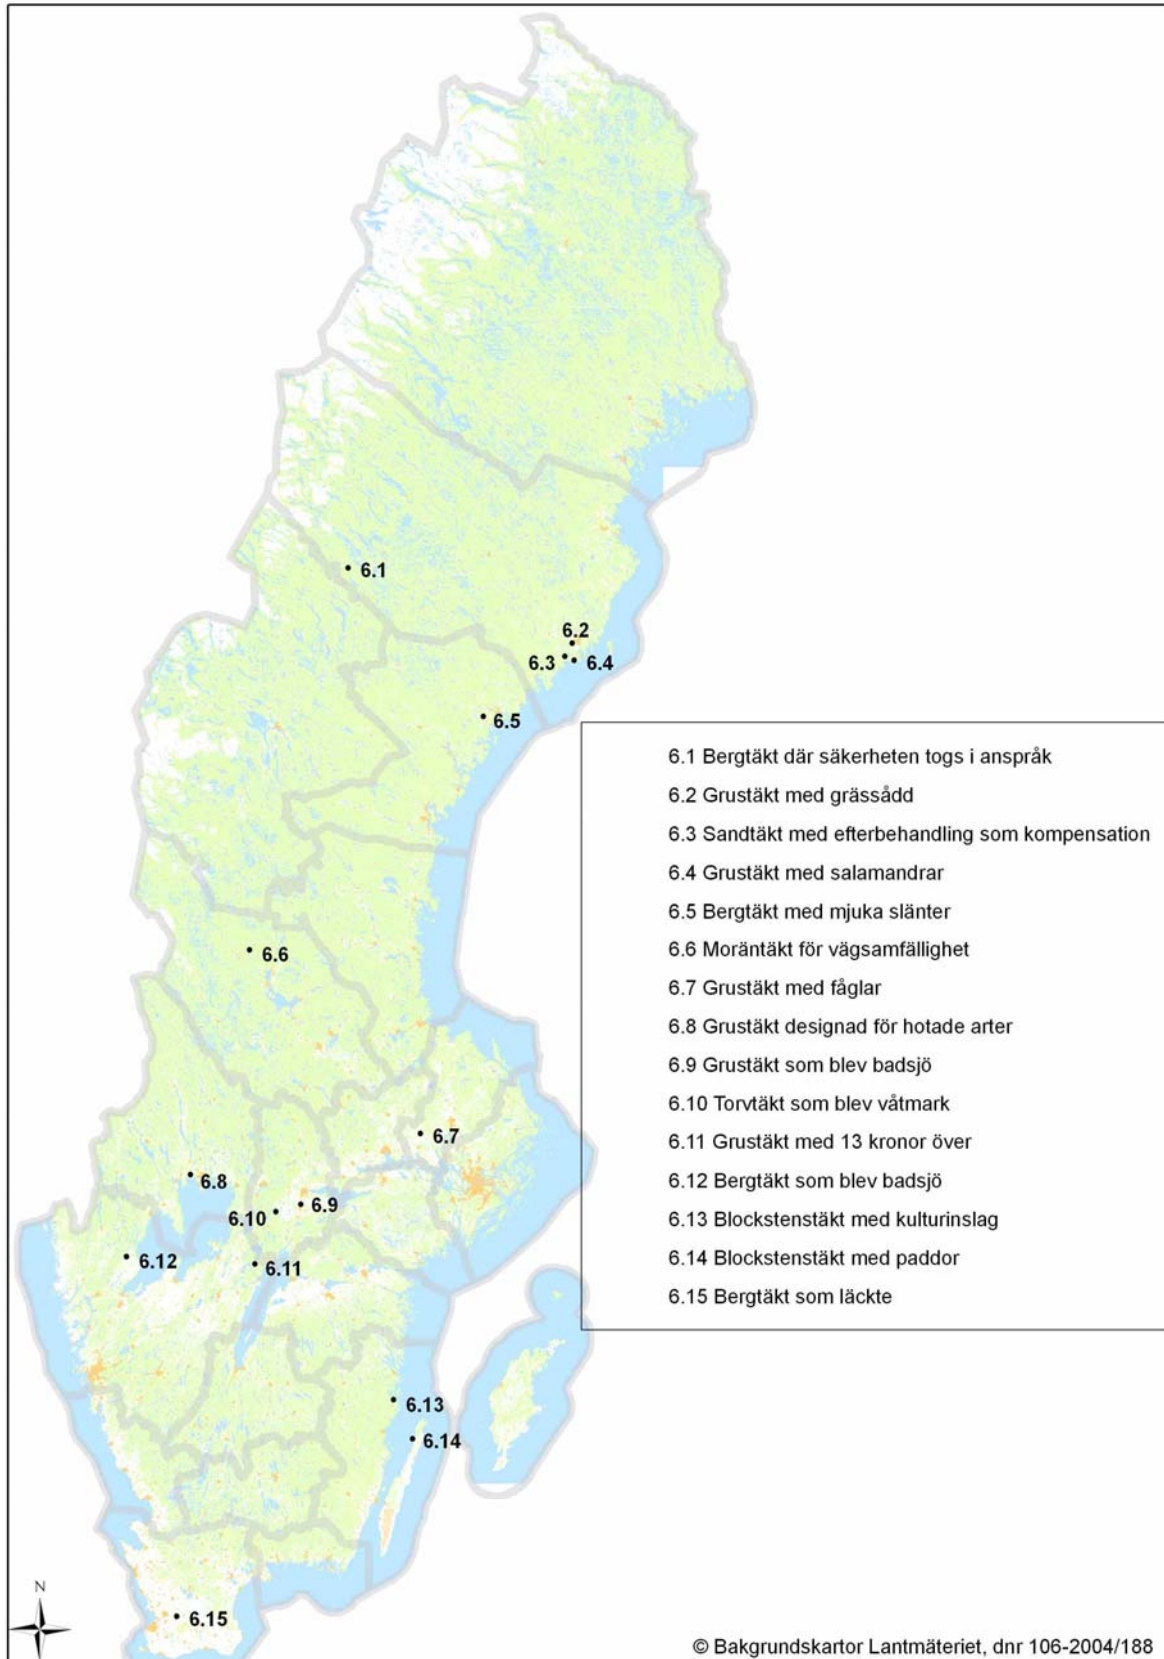 6.1
6.2
6.3
6.4
6.5
6.1 Bergtäkt där säkerheten togs i anspråk
6.2 Grustäkt med grässådd
6.3 Sandtäkt med efterbehandling som kompensation
6.4 Grustäkt med salamandrar
6.5 Bergtäkt med mjuka slänter
6.6 Moräntäkt för vägsamfällighet
6.7 Grustäkt med fåglar
6.8 Grustäkt designad för hotade arter
6.9 Grustäkt som blev badsjö
6.10 Torvtäkt som blev våtmark
6.11 Grustäkt med 13 kronor över
6.12 Bergtäkt som blev badsjö
6.13 Blockstenstäkt med kulturinslag
6.14 Blockstenstäkt med paddor
6.15 Bergtäkt som läckte
6.6
6.7
6.8
6.9
6.10
6.12
6.11
6.13
6.14
N
6.15
© Bakgrundskartor Lantmäteriet, dnr 106-2004/188